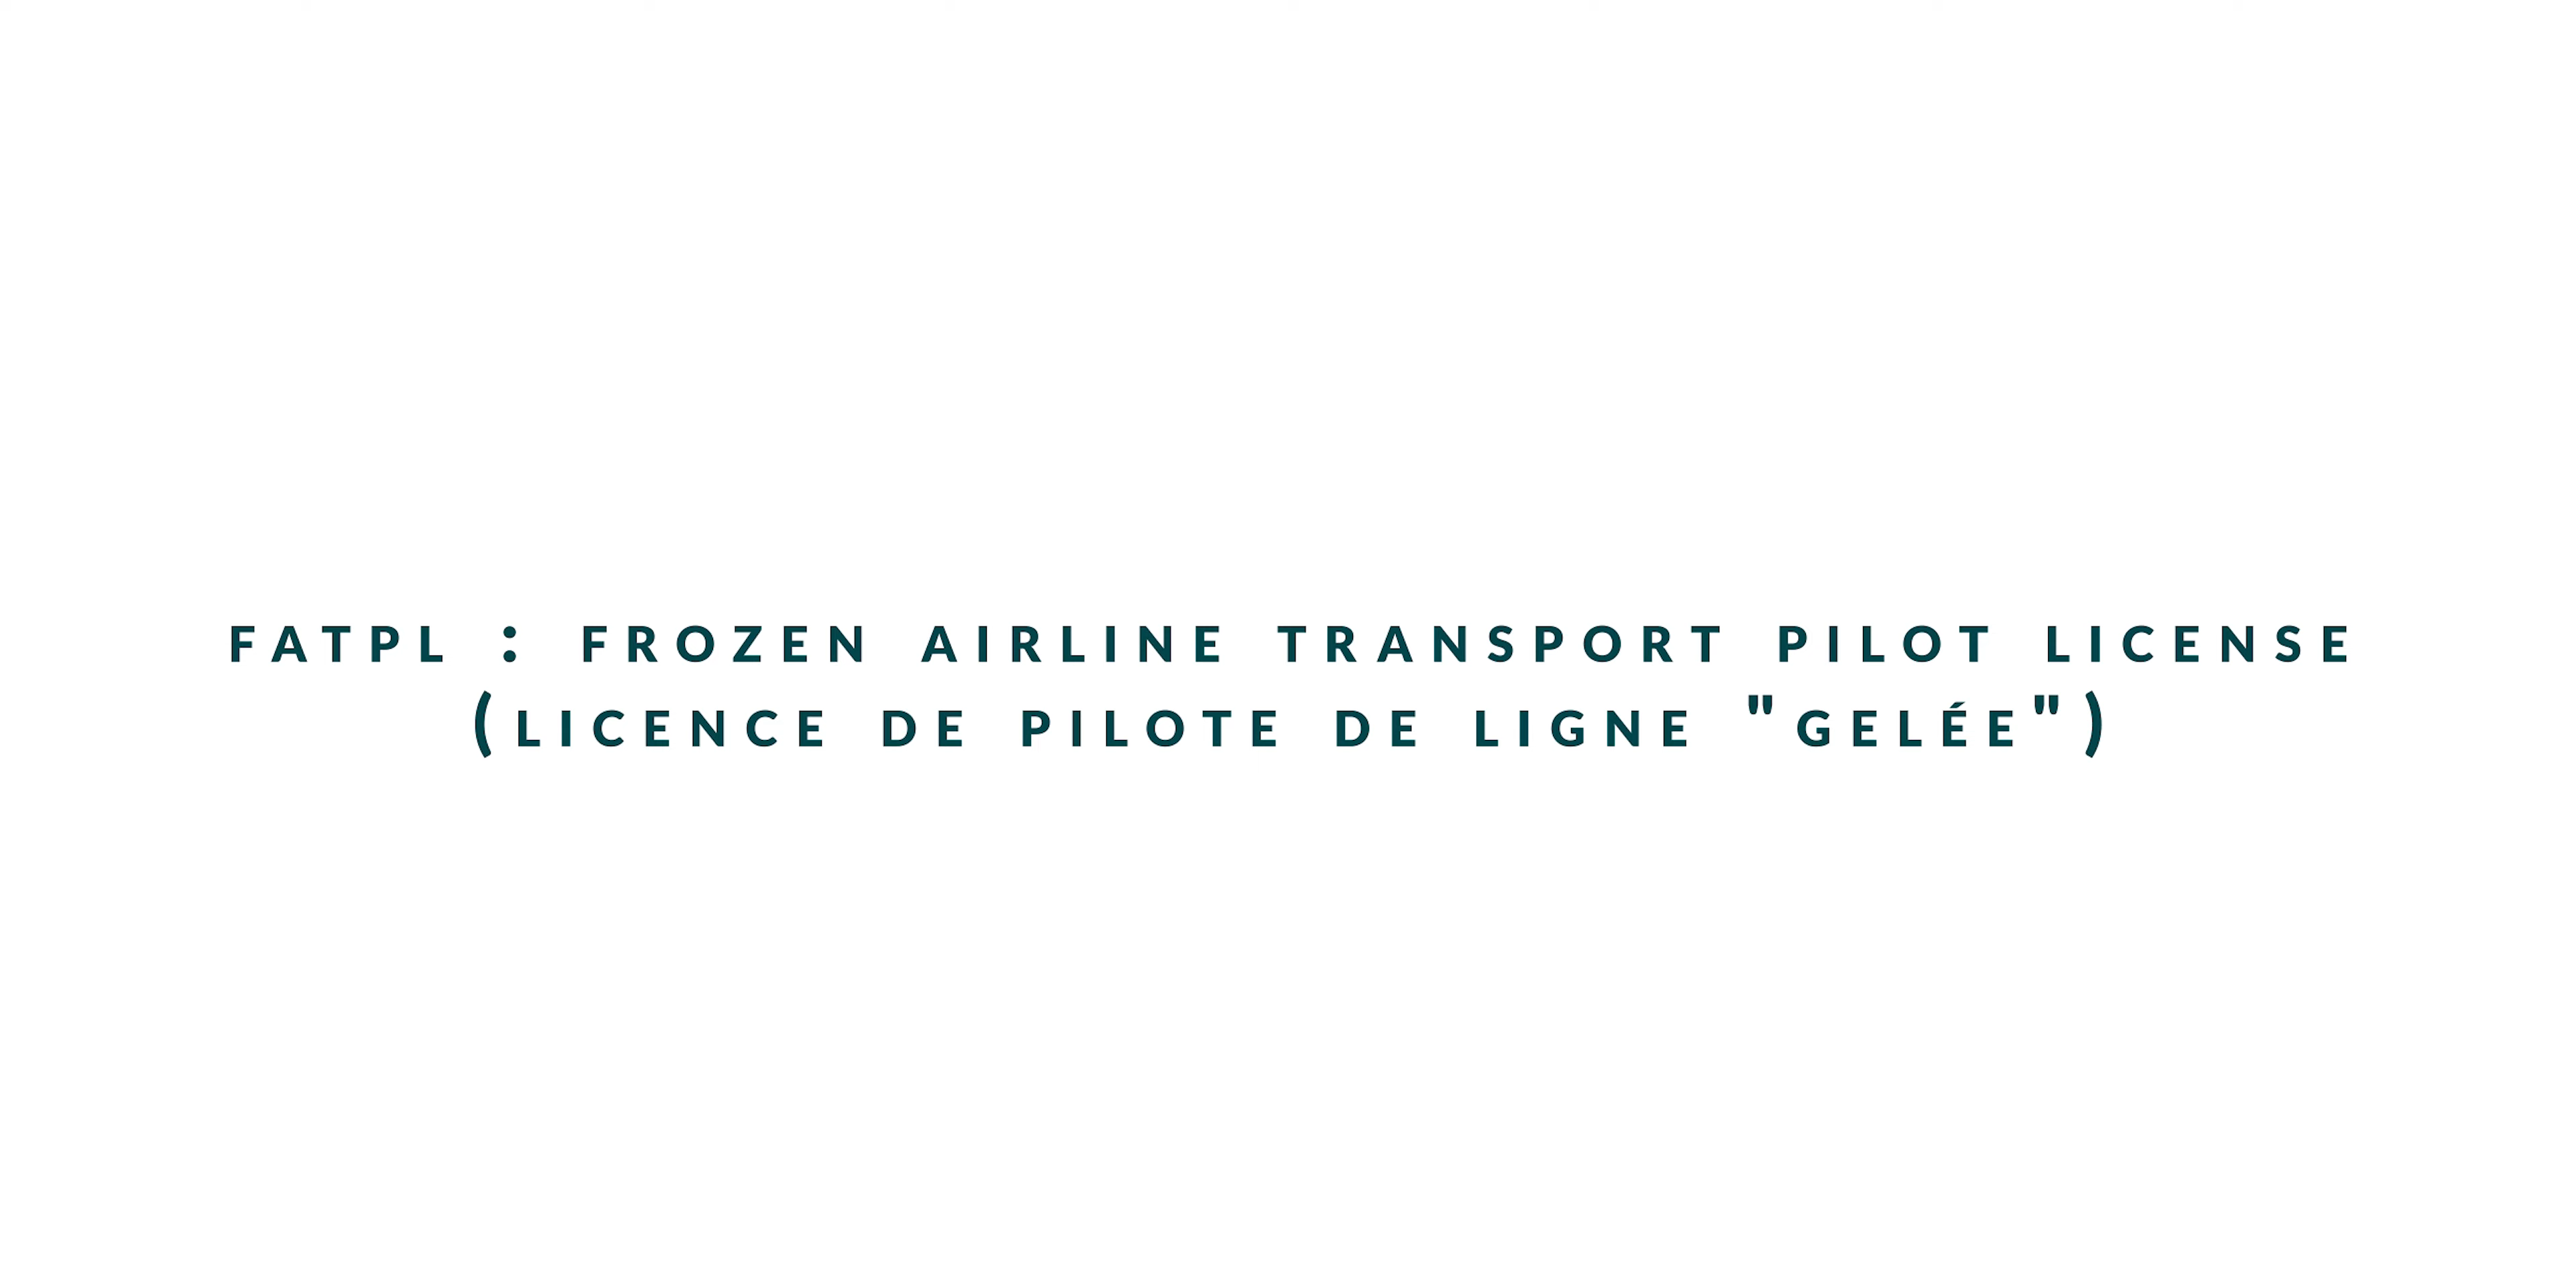 FATPL : FROZEN AIRLINE TRANSPORT PILOT LICENSE
(LICENCE DE PILOTE DE LIGNE "GELÉE")